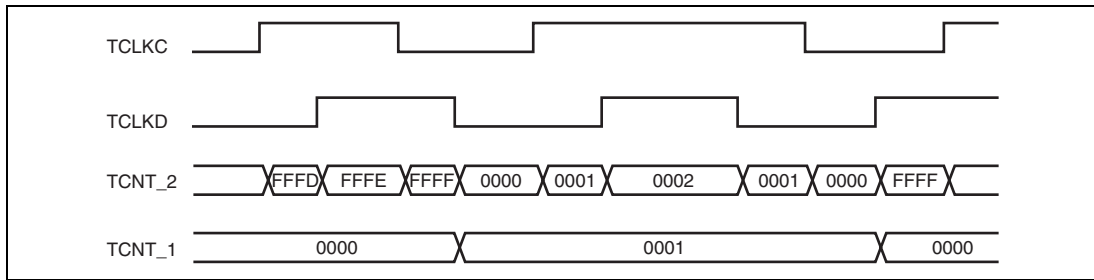 TCLKC
TCLKD
TCNT_2 FFFD FFFE FFFF 0000 0001 0002 0001 0000 FFFF
TCNT_1 0000 0001 0000